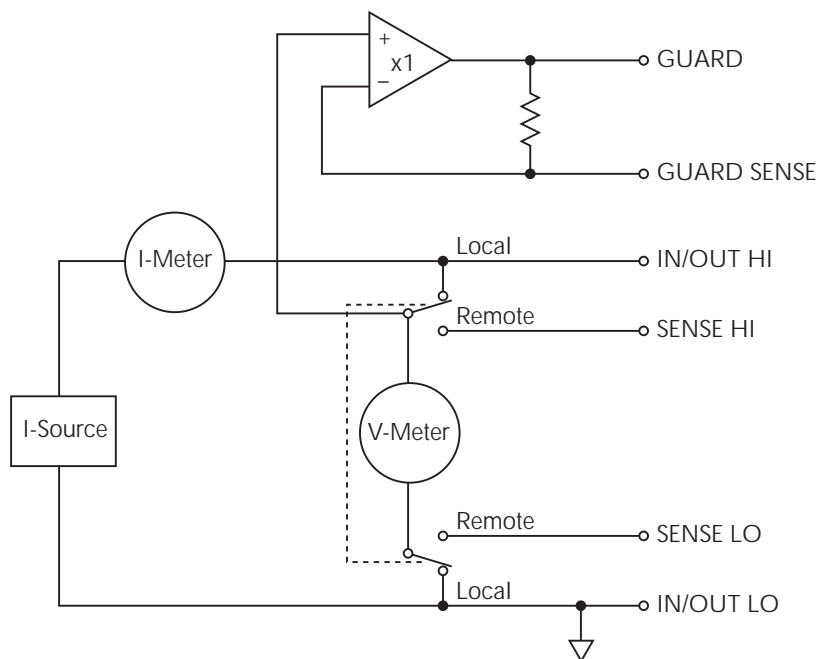 +
x1
−
GUARD
GUARD SENSE
I-Meter
Local
IN/OUT HI
Remote
SENSE HI
I-Source
V-Meter
Remote
SENSE LO
Local
IN/OUT LO